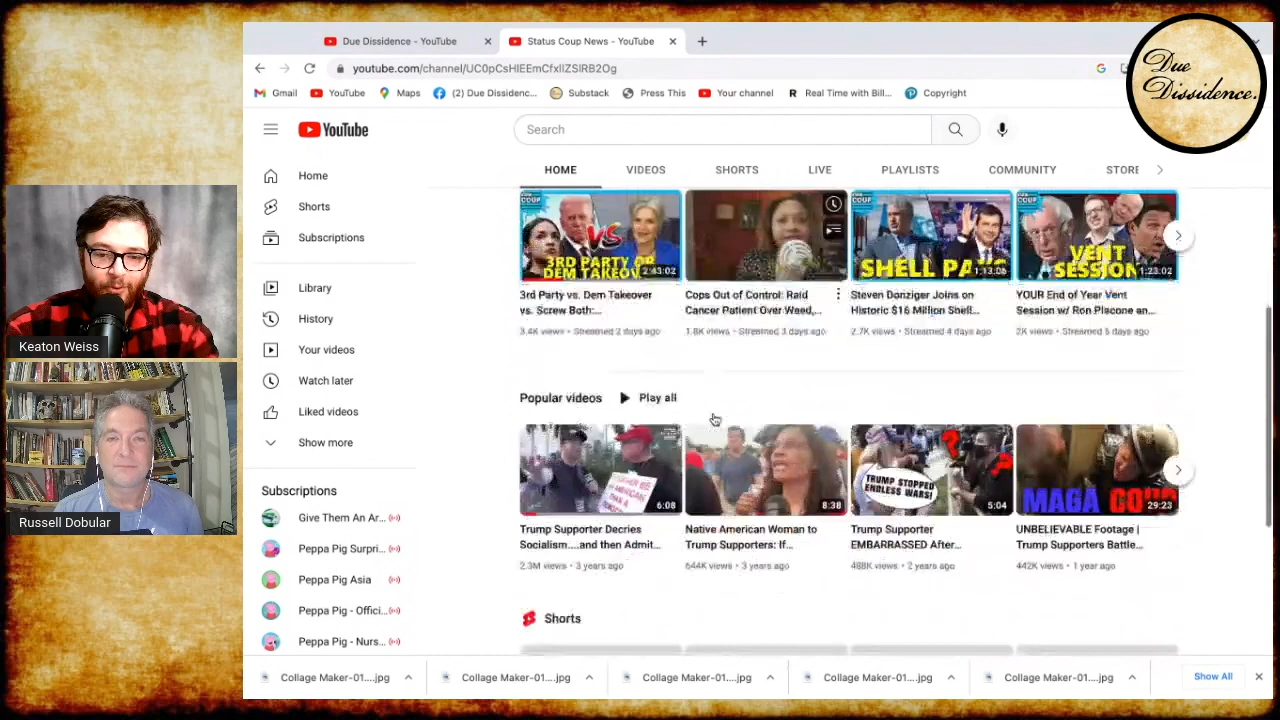 Due Dissidence - YouTube
Status Coup News - YouTube
Due
Dissidence.
Gmail
YouTube
Maps
(2) Due Dissidenc...
Substack
Press This
Your channel
Real Time with Bill...
Copyright
YouTube
Search
HOME
VIDEOS
SHORTS
LIVE
PLAYLISTS
COMMUNITY
STORE
Home
Shorts
Subscriptions
Library
History
Your videos
Watch later
Liked videos
Show more
Subscriptions
Give Them An Ar...
Peppa Pig Surpri...
Peppa Pig Asia
Peppa Pig - Offici...
Peppa Pig - Nurs...
VS
2:43:02
SHELL PA
1:13:06
VENT
SESSION
1:23:02
3rd Party vs. Dem Takeover
vs. Screw Both:...
3.4K views • Streamed 2 days ago
Cops Out of Control: Raid
Cancer Patient Over Weed,...
1.8K views • Streamed 3 days ago
Steven Donziger Joins on
Historic $16 Million Shell...
2.7K views • Streamed 4 days ago
YOUR End of Year Vent
Session w/ Ron Placone an...
2K views • Streamed 5 days ago
Popular videos
Play all
6:08
8:38
TRUMP STOPPED
ENDLESS WARS!
?
5:04
MAGA COUP
29:23
Trump Supporter Decries
Socialism....and then Admit...
2.3M views • 3 years ago
Native American Woman to
Trump Supporters: If...
644K views • 3 years ago
Trump Supporter
EMBARRASSED After...
488K views • 2 years ago
UNBELIEVABLE Footage |
Trump Supporters Battle...
442K views • 1 year ago
Shorts
Keaton Weiss
Russell Dobular
Collage Maker-01....jpg
Collage Maker-01....jpg
Collage Maker-01....jpg
Collage Maker-01....jpg
Collage Maker-01....jpg
Show All